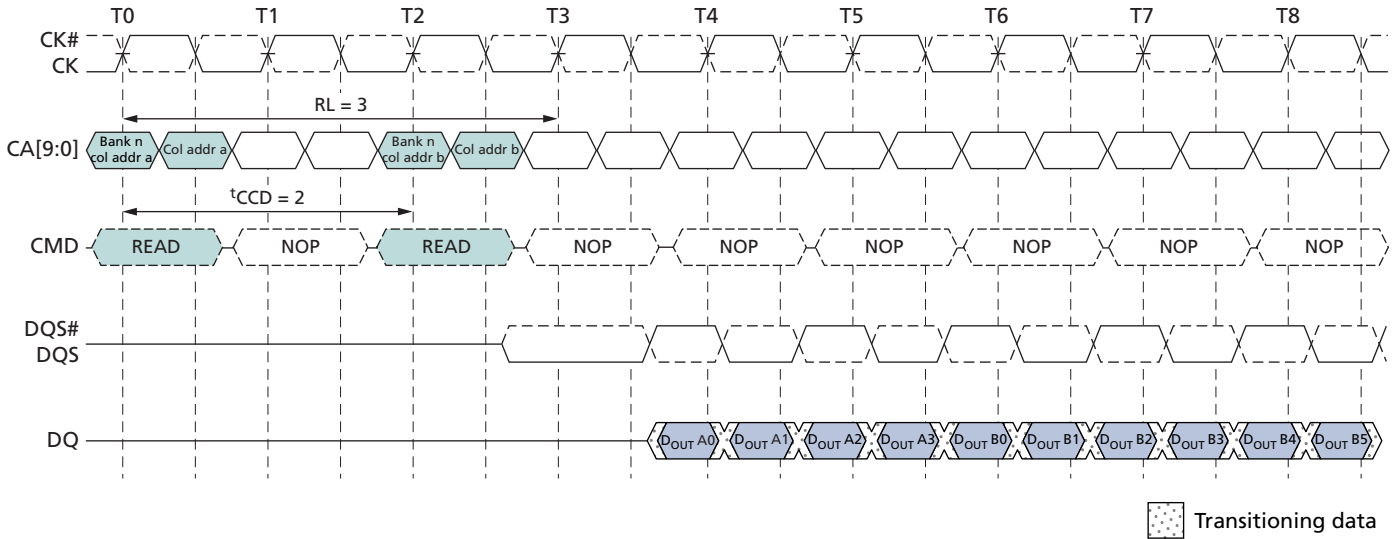 T0 T1 T2 T3 T4 T5 T6 T7 T8
CK#
CK
RL = 3
CA[9:0]
Bank n
col addr a
Col addr a
Bank n
col addr b
Col addr b
tCCD = 2
CMD READ NOP READ NOP NOP NOP NOP NOP NOP
DQS#
DQS
DQ DOUT A0 DOUT A1 DOUT A2 DOUT A3 DOUT B0 DOUT B1 DOUT B2 DOUT B3 DOUT B4 DOUT B5
Transitioning data